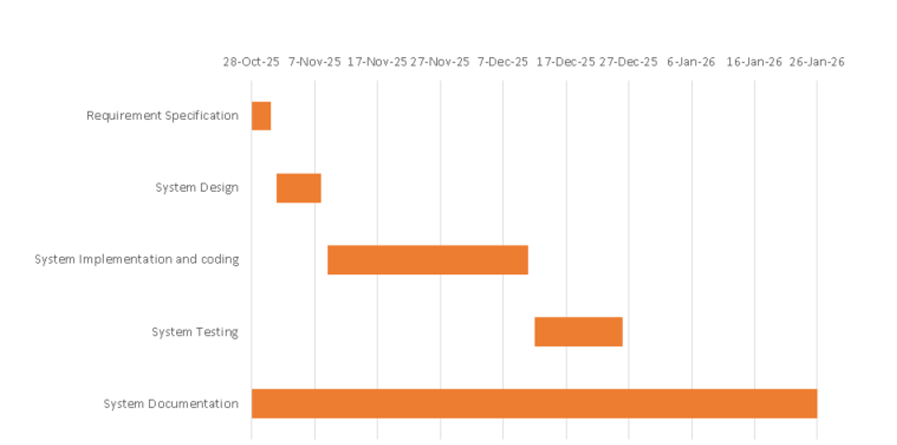 28-Oct-25 7-Nov-25 17-Nov-25 27-Nov-25 7-Dec-25 17-Dec-25 27-Dec-25 6-Jan-26 16-Jan-26 26-Jan-26
Requirement Specification
System Design
System Implementation and coding
System Testing
System Documentation